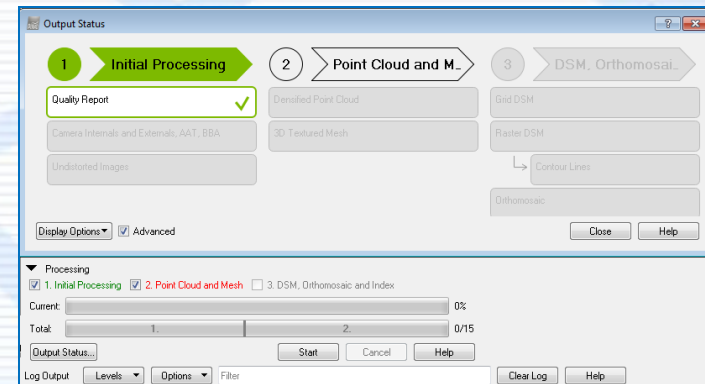 Output Status
1 Initial Processing 2 Point Cloud and M.. 3 DSM, Orthomosai..
Quality Report Densified Point Cloud Grid DSM
Camera Internals and Externals, AAT, BBA 3D Textured Mesh Raster DSM
Undistorted Images Contour Lines
Orthomosaic
Display Options Advanced Close Help
Processing
1. Initial Processing 2. Point Cloud and Mesh 3. DSM, Orthomosaic and Index
Current: 0%
Total: 1. 2. 0/15
Output Status... Start Cancel Help
Log Output Levels Options Filter Clear Log Help